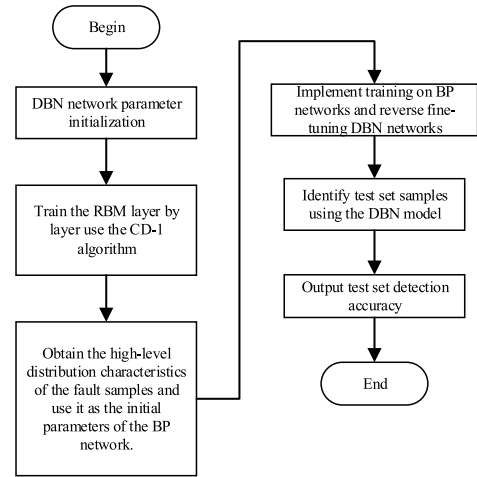 Begin
DBN network parameter
initialization
Train the RBM layer by
layer use the CD-1
algorithm
Obtain the high-level
distribution characteristics
of the fault samples and
use it as the initial
parameters of the BP
network.
Implement training on BP
networks and reverse fine-
tuning DBN networks
Identify test set samples
using the DBN model
Output test set detection
accuracy
End